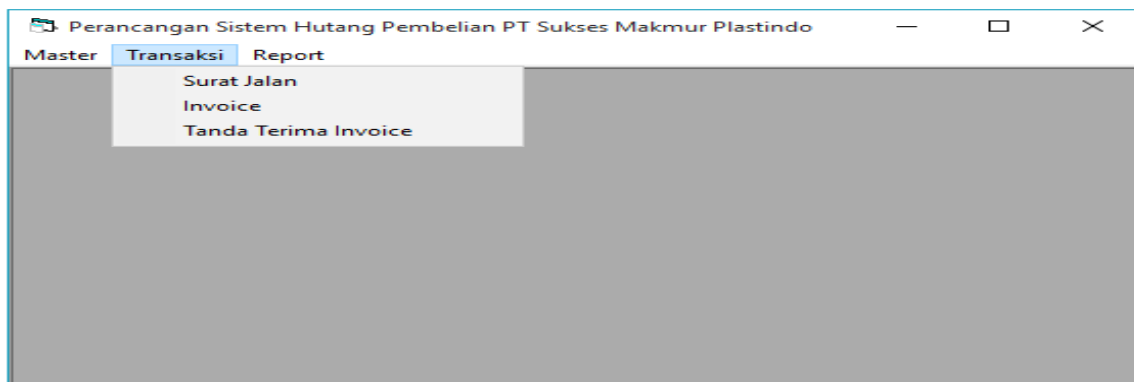 Perancangan Sistem Hutang Pembelian PT Sukses Makmur Plastindo
Master Transaksi Report
Surat Jalan
Invoice
Tanda Terima Invoice